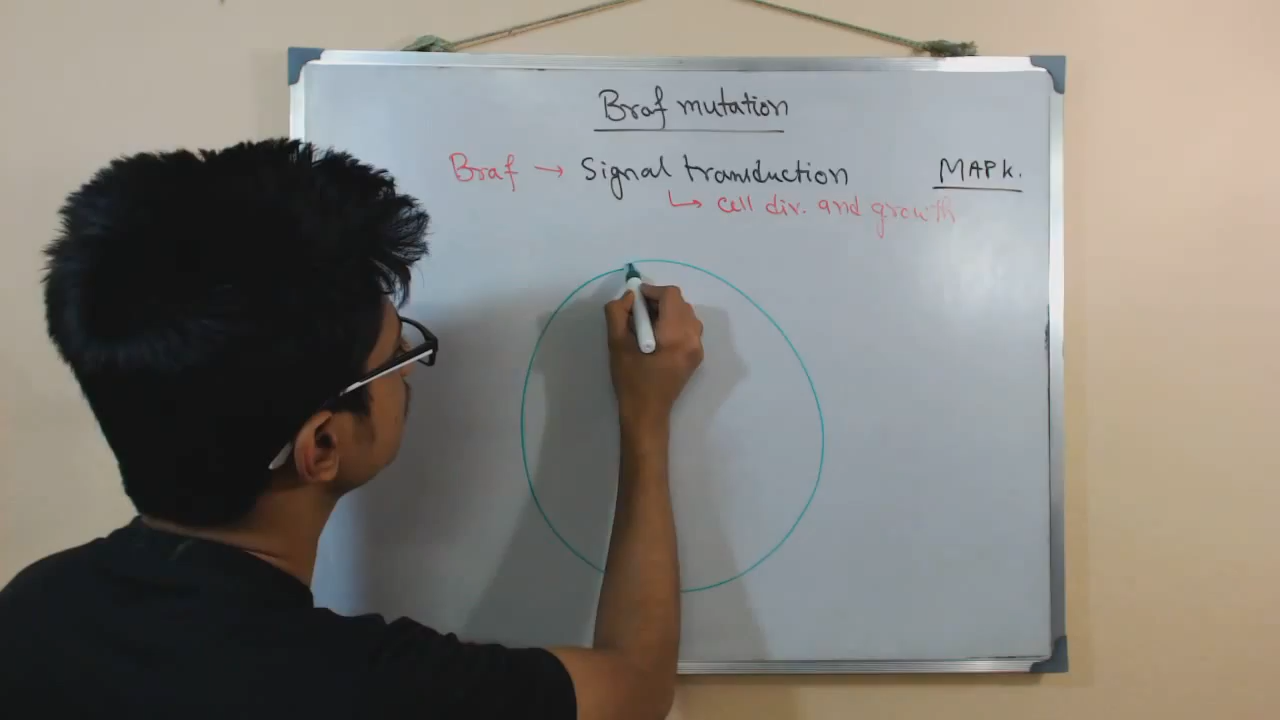 Braf mutation
Braf → Signal transduction MAPK.
↳ cell div. and growth